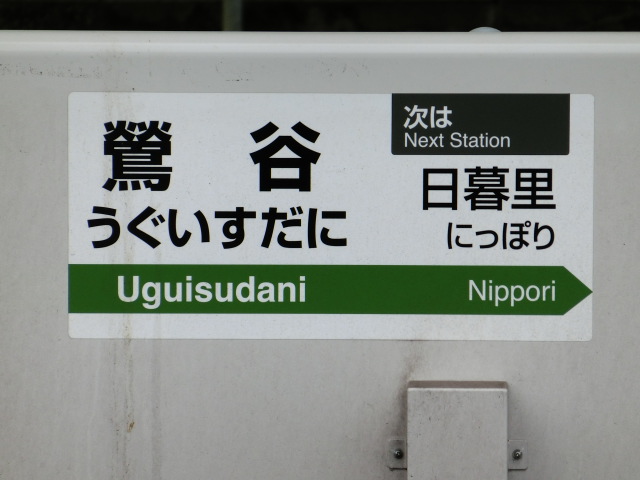 鶯谷
うぐいすだに
Uguisudani
次は
Next Station
日暮里
にっぽり
Nippori